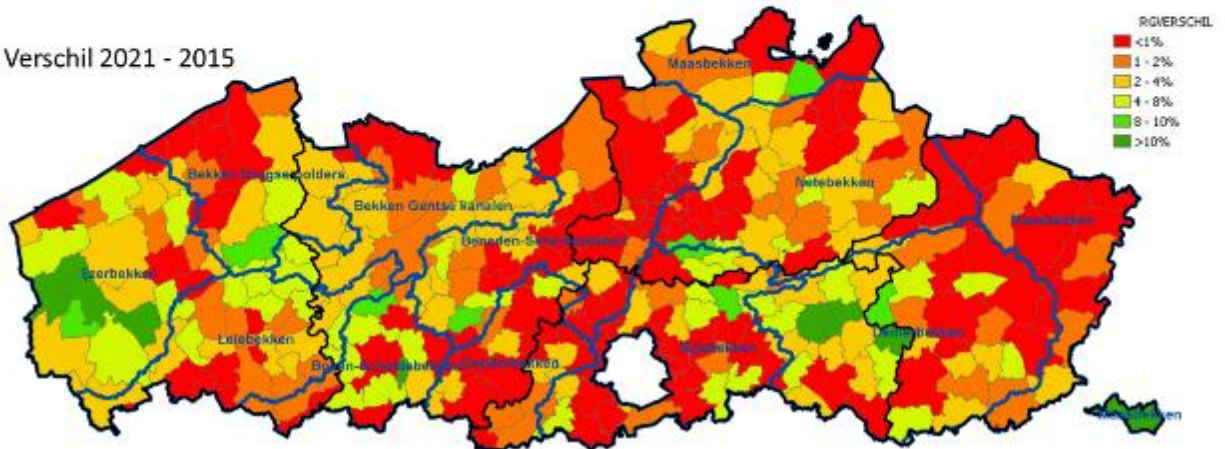 Verschil 2021 - 2015
RGVERSCHIL
<1%
1 - 2%
2 - 4%
4 - 8%
8 - 10%
>10%
Maasbekken
Bekken Brugse polders
Netebekken
Bekken Gentse kanalen
Maasbekken
Beneden-Scheldebekken
IJzerbekken
Leiebekken
Demerbekken
Dijlebekken
Denderbekken
Maasbekken